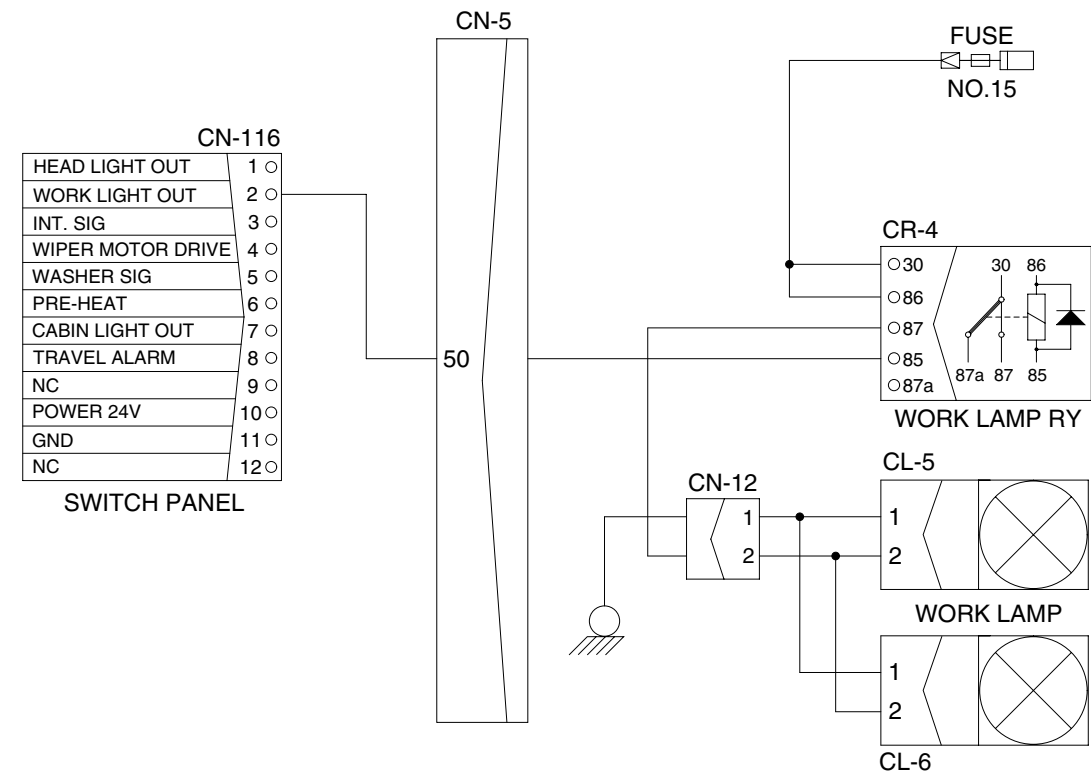 CN-5
FUSE
NO.15
CN-116
HEAD LIGHT OUT 1
WORK LIGHT OUT 2
INT. SIG 3
WIPER MOTOR DRIVE 4
WASHER SIG 5
PRE-HEAT 6
CABIN LIGHT OUT 7
TRAVEL ALARM 8
NC 9
POWER 24V 10
GND 11
NC 12
SWITCH PANEL
50
CR-4
30
86
87
85
87a
30 86
87a 87 85
WORK LAMP RY
CN-12
1
2
CL-5
1
2
WORK LAMP
1
2
CL-6